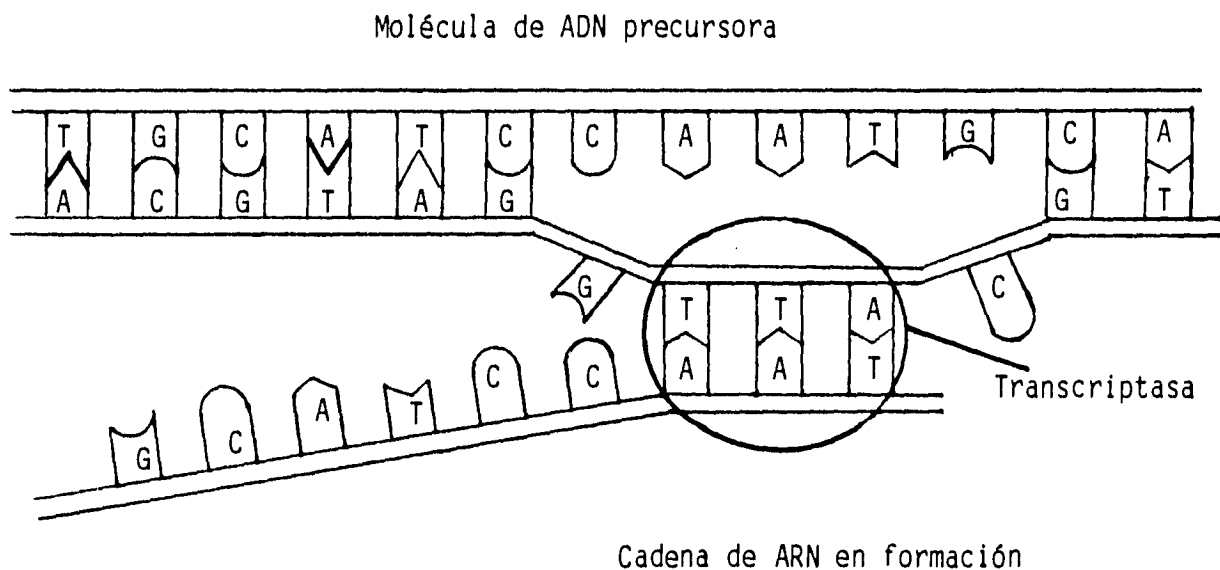 Molécula de ADN precursora
T G C A T C C A A T G C A
A C G T A G G T
G T T A C
A A T
Transcriptasa
G C A T C C
Cadena de ARN en formación